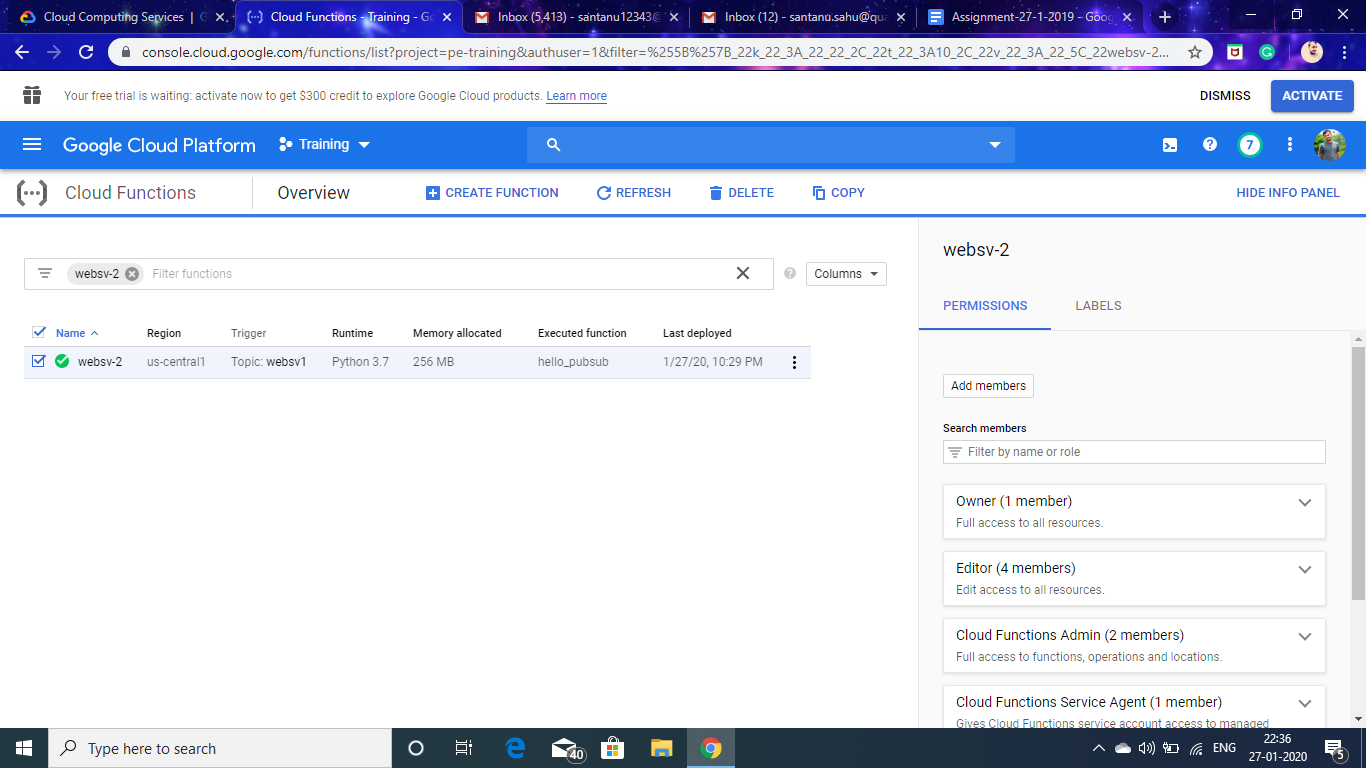 Cloud Computing Services | G
Cloud Functions - Training - Go
Inbox (5,413) - santanu12343@
Inbox (12) - santanu.sahu@qua
Assignment-27-1-2019 - Goog
console.cloud.google.com/functions/list?project=pe-training&authuser=1&filter=%255B%257B_22k_22_3A_22_22_2C_22t_22_3A10_2C_22v_22_3A_22_5C_22websv-2...
Your free trial is waiting: activate now to get $300 credit to explore Google Cloud products. Learn more
DISMISS
ACTIVATE
Google Cloud Platform
Training
7
Cloud Functions
Overview
CREATE FUNCTION
REFRESH
DELETE
COPY
HIDE INFO PANEL
websv-2
Filter functions
Columns
Name Region Trigger Runtime Memory allocated Executed function Last deployed
websv-2 us-central1 Topic: websv1 Python 3.7 256 MB hello_pubsub 1/27/20, 10:29 PM
websv-2
PERMISSIONS
LABELS
Add members
Search members
Filter by name or role
Owner (1 member)
Full access to all resources.
Editor (4 members)
Edit access to all resources.
Cloud Functions Admin (2 members)
Full access to functions, operations and locations.
Cloud Functions Service Agent (1 member)
Gives Cloud Functions service account access to managed
Type here to search
40
ENG
22:36
27-01-2020
5